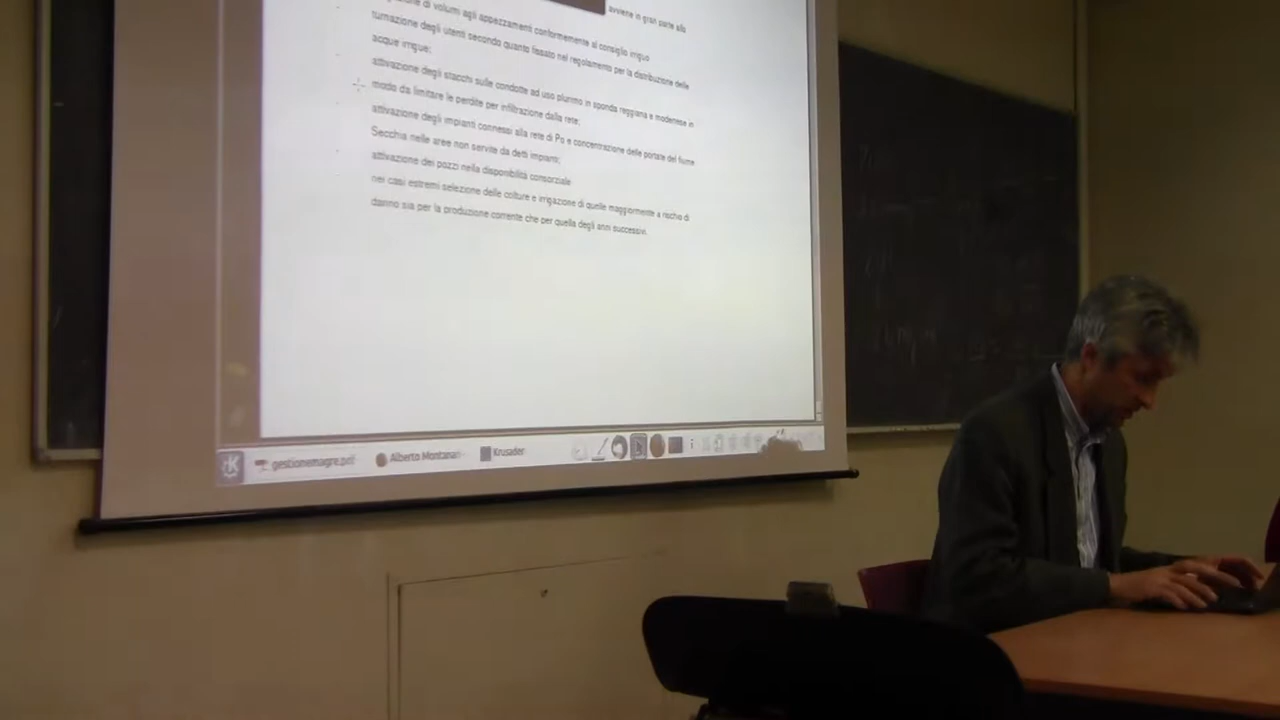 avviene in gran parte alla
di volumi agli appezzamenti conformemente al consiglio irriguo
turnazione degli utenti secondo quanto fissato nel regolamento per la distribuzione delle
acque irrigue;
attivazione degli stacchi sulle condotte ad uso plurimo in sponda reggiana e modenese in
modo da limitare le perdite per infiltrazione dalla rete;
attivazione degli impianti connessi alla rete di Po e concentrazione delle portate del fiume
Secchia nelle aree non servite da detti impianti;
attivazione dei pozzi nella disponibilità consorziale
nei casi estremi selezione delle colture e irrigazione di quelle maggiormente a rischio di
danno sia per la produzione corrente che per quella degli anni successivi.
gestionemagre.pdf
Alberto Montanari -
Krusader